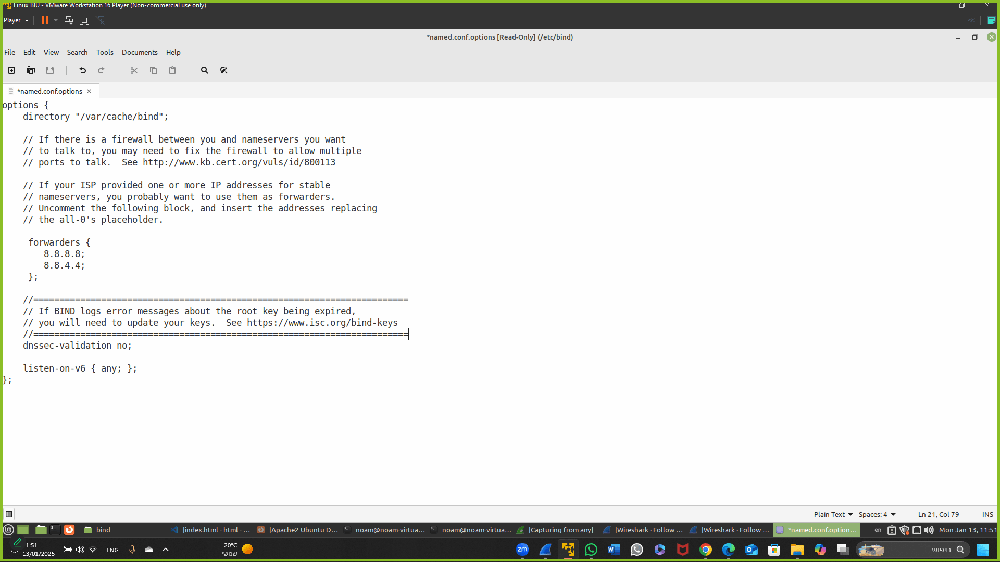 Linux BIU - VMware Workstation 16 Player (Non-commercial use only)
Player
*named.conf.options [Read-Only] (/etc/bind)
File Edit View Search Tools Documents Help
*named.conf.options
options {
    directory "/var/cache/bind";
    // If there is a firewall between you and nameservers you want
    // to talk to, you may need to fix the firewall to allow multiple
    // ports to talk.  See http://www.kb.cert.org/vuls/id/800113
    // If your ISP provided one or more IP addresses for stable
    // nameservers, you probably want to use them as forwarders.
    // Uncomment the following block, and insert the addresses replacing
    // the all-0's placeholder.
     forwarders {
        8.8.8.8;
        8.8.4.4;
     };
    //========================================================================
    // If BIND logs error messages about the root key being expired,
    // you will need to update your keys.  See https://www.isc.org/bind-keys
    //========================================================================
    dnssec-validation no;
    listen-on-v6 { any; };
};
Plain Text Spaces: 4 Ln 21, Col 79 INS
bind [index.html - html - ... [Apache2 Ubuntu D... noam@noam-virtua... noam@noam-virtua... [Capturing from any] [Wireshark · Follow ... [Wireshark · Follow ... *named.conf.option... en Mon Jan 13, 11:51
11:51
13/01/2025
ENG
20°C
שמשי
zm
חיפוש